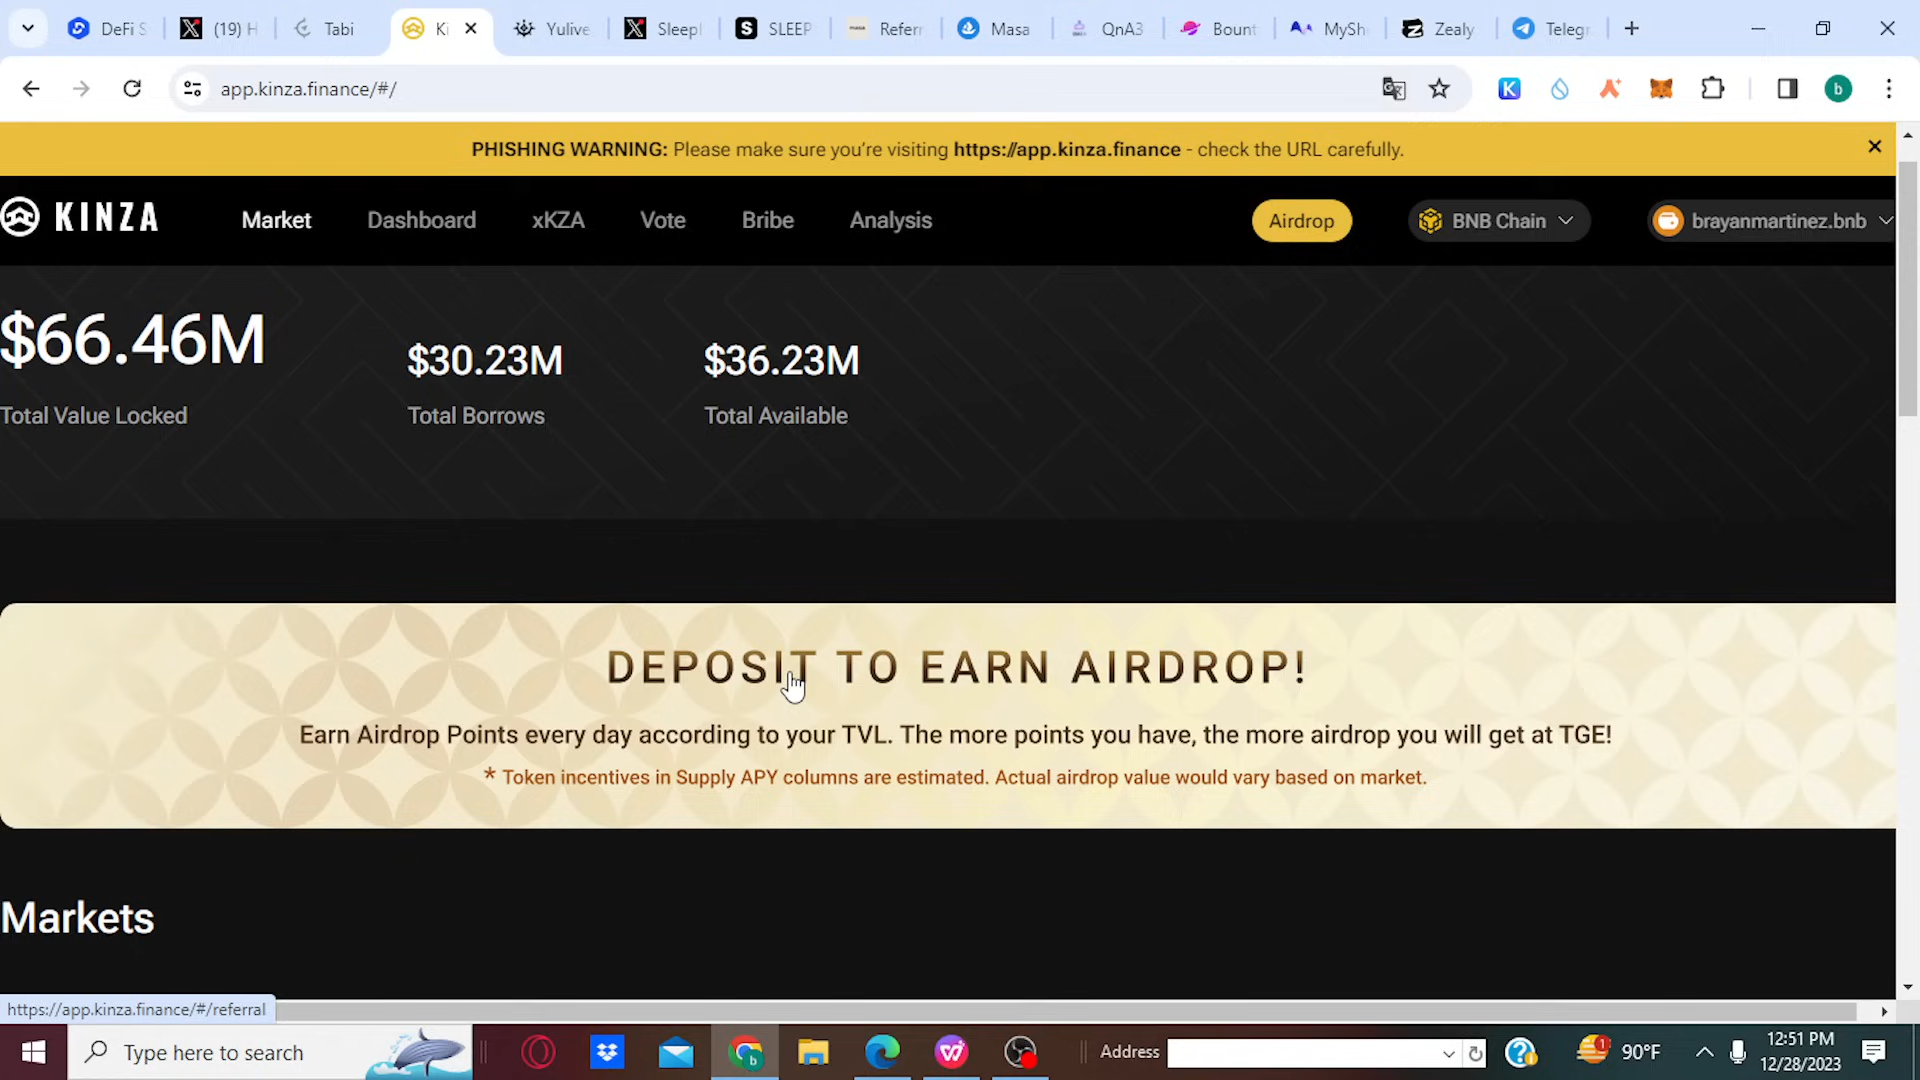 DeFi S
(19) H
Tabi
Ki
Yulive
Sleepl
SLEEP
Referr
Masa
QnA3
Bount
MySh
Zealy
Telegr
app.kinza.finance/#/
b
PHISHING WARNING: Please make sure you're visiting https://app.kinza.finance - check the URL carefully.
KINZA
Market
Dashboard
xKZA
Vote
Bribe
Analysis
Airdrop
BNB Chain
brayanmartinez.bnb
$66.46M
$30.23M
$36.23M
Total Value Locked
Total Borrows
Total Available
DEPOSIT TO EARN AIRDROP!
Earn Airdrop Points every day according to your TVL. The more points you have, the more airdrop you will get at TGE!
* Token incentives in Supply APY columns are estimated. Actual airdrop value would vary based on market.
Markets
https://app.kinza.finance/#/referral
Type here to search
Address
1
90°F
12:51 PM
12/28/2023